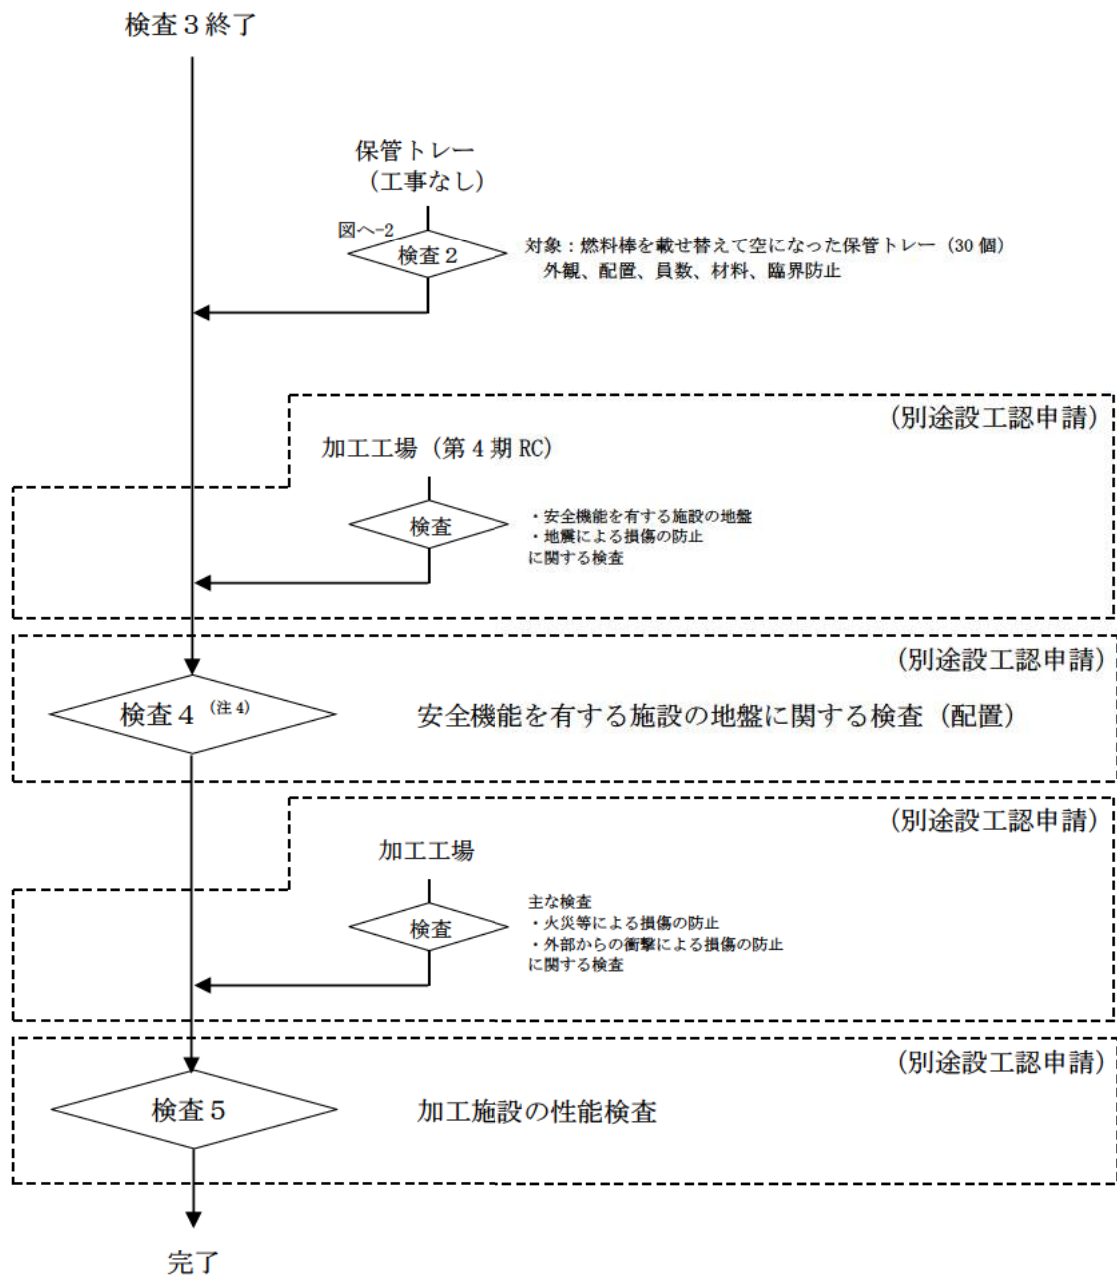 検査３終了
保管トレー
（工事なし）
図へ-2
検査２
対象：燃料棒を載せ替えて空になった保管トレー（30 個）
外観、配置、員数、材料、臨界防止
（別途設工認申請）
加工工場（第４期 RC）
検査
・安全機能を有する施設の地盤
・地震による損傷の防止
に関する検査
（別途設工認申請）
検査４（注 4）
安全機能を有する施設の地盤に関する検査（配置）
（別途設工認申請）
加工工場
検査
主な検査
・火災等による損傷の防止
・外部からの衝撃による損傷の防止
に関する検査
（別途設工認申請）
検査５
加工施設の性能検査
完了